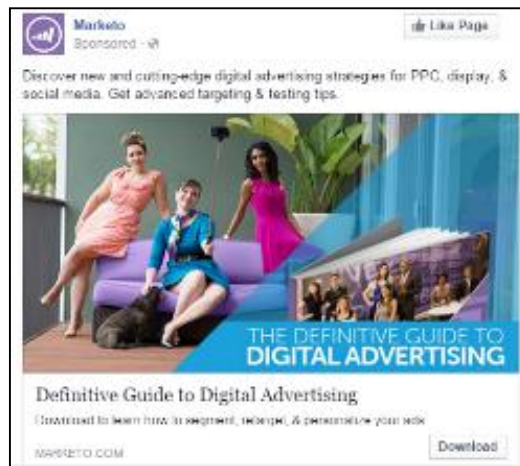 Marketo
Like Page
Sponsored ·
Discover new and cutting-edge digital advertising strategies for PPC, display, &
social media. Get advanced targeting & testing tips.
THE DEFINITIVE GUIDE TO
DIGITAL ADVERTISING
Definitive Guide to Digital Advertising
Download to learn how to segment, retarget, & personalize your ads
MARKETO.COM
Download